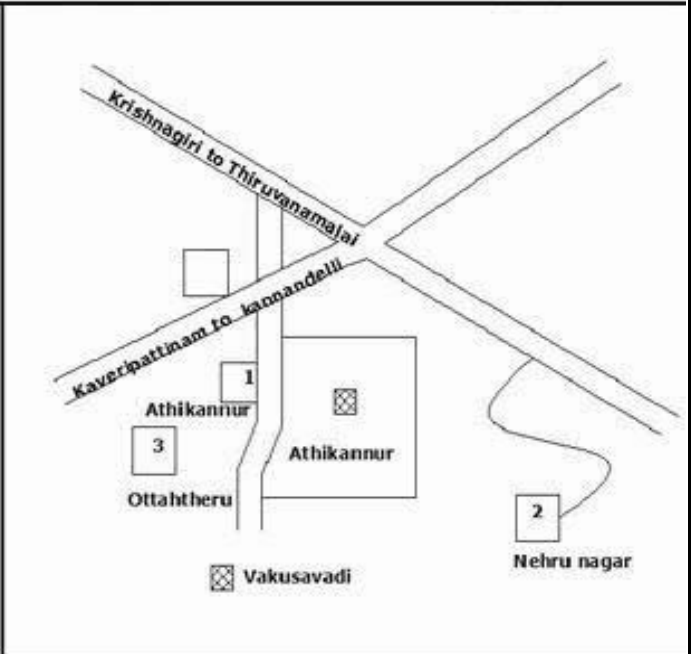 Krishnagiri to Thiruvanamalai
Kaveripattinam to kannandelli
1
Athikannur
3
Ottahtheru
Athikannur
2
Nehru nagar
Vakusavadi